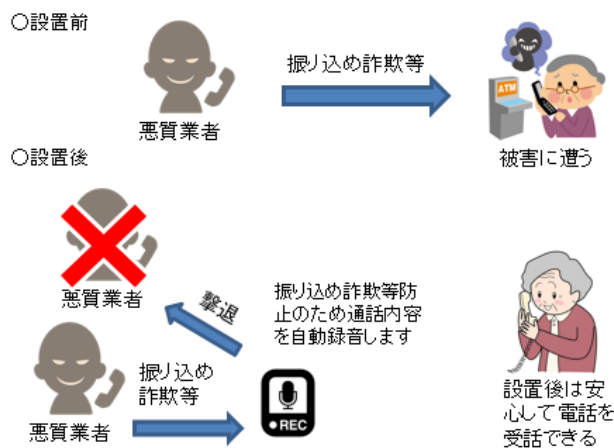 ○設置前
振り込め詐欺等
ATM
悪質業者
被害に遭う
○設置後
悪質業者
撃退
振り込め詐欺等防
止のため通話内容
を自動録音します
振り込め
詐欺等
悪質業者
REC
設置後は安
心して電話を
受話できる